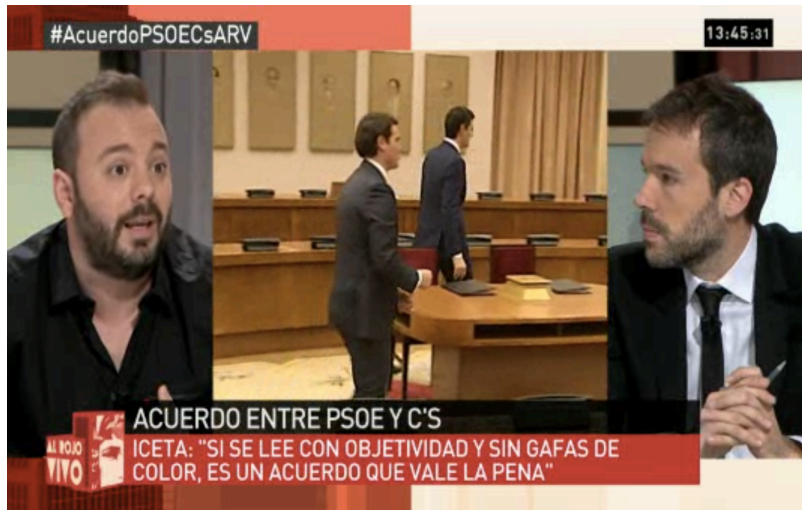 #AcuerdoPSOECsARV
13:45:31
ACUERDO ENTRE PSOE Y C'S
AL ROJO
VIVO
ICETA: "SI SE LEE CON OBJETIVIDAD Y SIN GAFAS DE
COLOR, ES UN ACUERDO QUE VALE LA PENA"